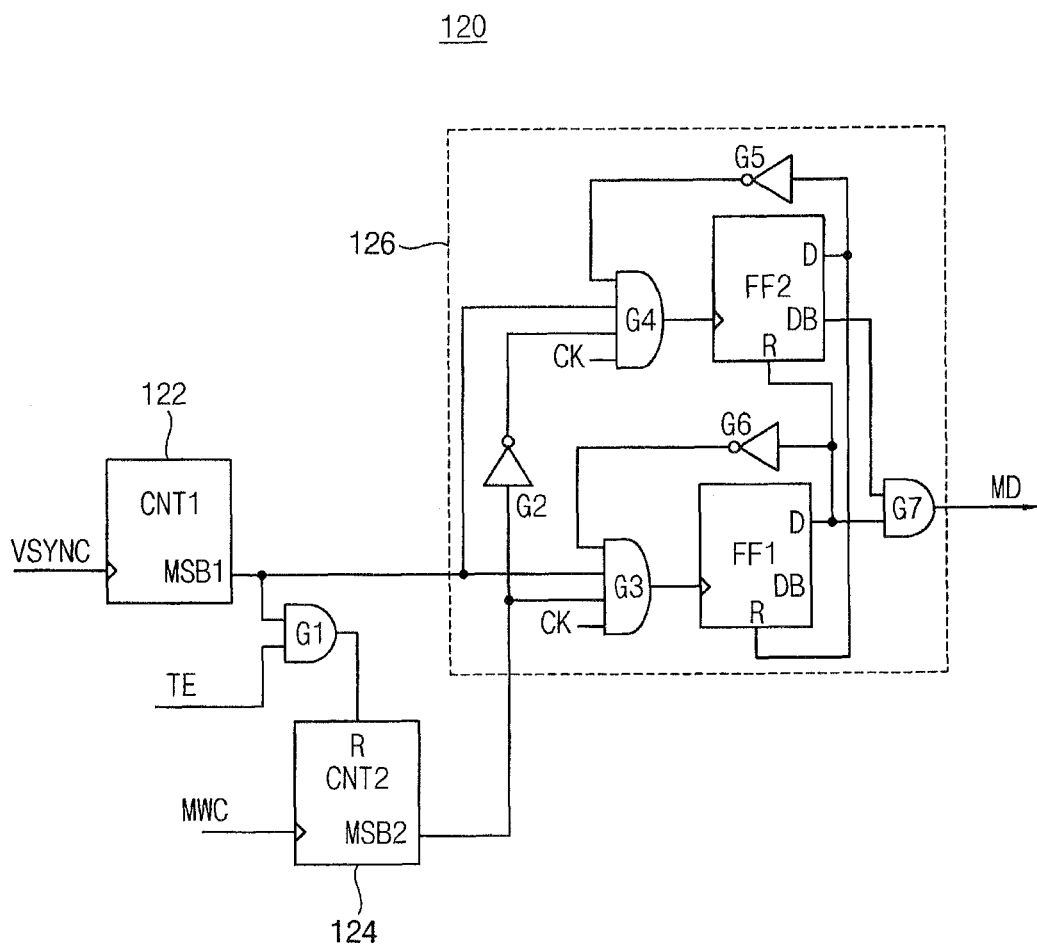 120
G5
126
D
FF2
G4
DB
CK
R
122
G6
CNT1
G2
MD
D
G7
VSYNC
MSB1
FF1
G3
DB
G1
CK
R
TE
R
CNT2
MWC
MSB2
124